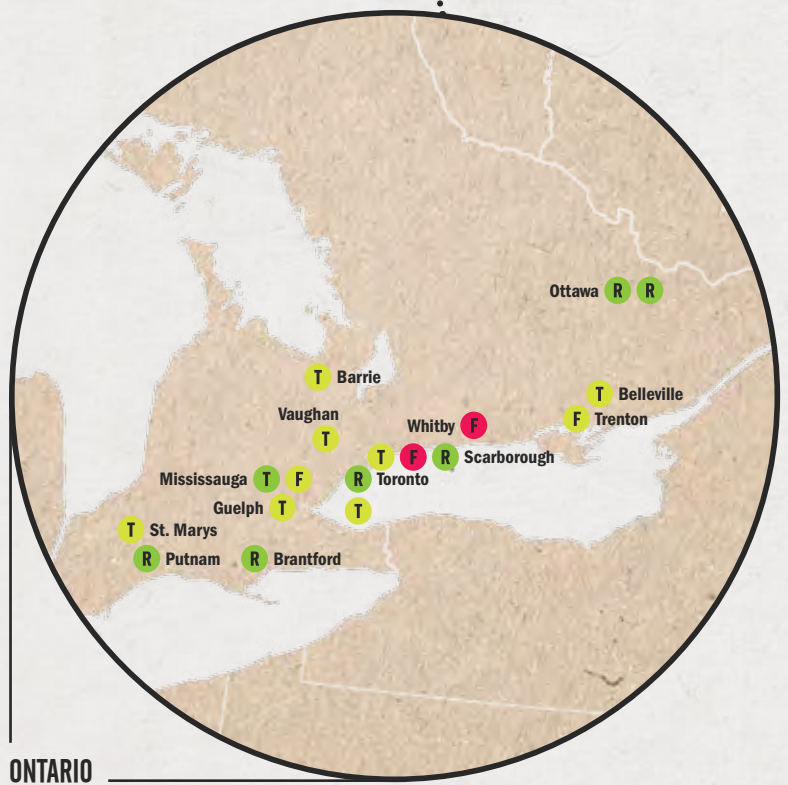 Ottawa R R
T Barrie
T Belleville
F Trenton
Vaughan
T
Whitby F
T F R Scarborough
Mississauga T F
R Toronto
Guelph T
T
T St. Marys
R Putnam
R Brantford
ONTARIO